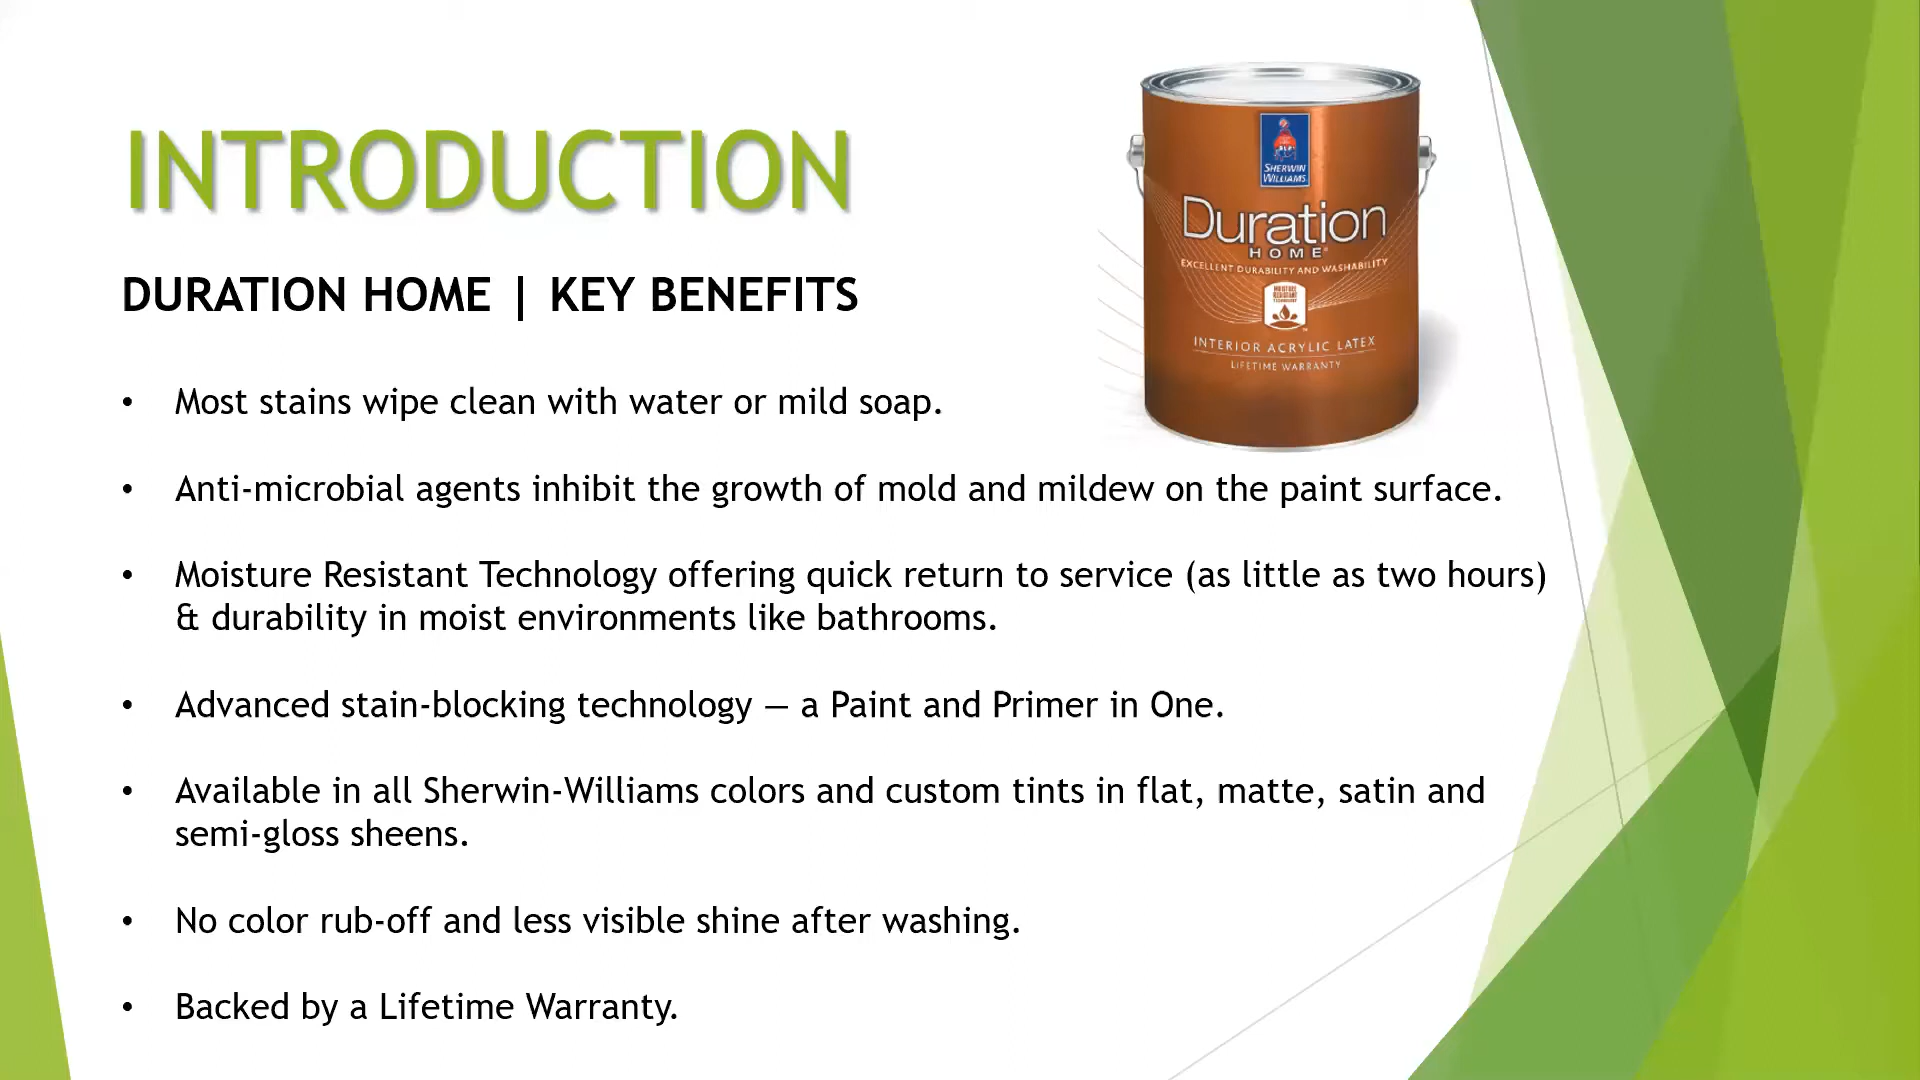 INTRODUCTION
DURATION HOME | KEY BENEFITS
• Most stains wipe clean with water or mild soap.
• Anti-microbial agents inhibit the growth of mold and mildew on the paint surface.
• Moisture Resistant Technology offering quick return to service (as little as two hours)
& durability in moist environments like bathrooms.
• Advanced stain-blocking technology — a Paint and Primer in One.
• Available in all Sherwin-Williams colors and custom tints in flat, matte, satin and
semi-gloss sheens.
• No color rub-off and less visible shine after washing.
• Backed by a Lifetime Warranty.
SHERWIN
WILLIAMS.
Duration
HOME®
EXCELLENT DURABILITY AND WASHABILITY
MOISTURE
RESISTANT
TECHNOLOGY
™
INTERIOR ACRYLIC LATEX
LIFETIME WARRANTY